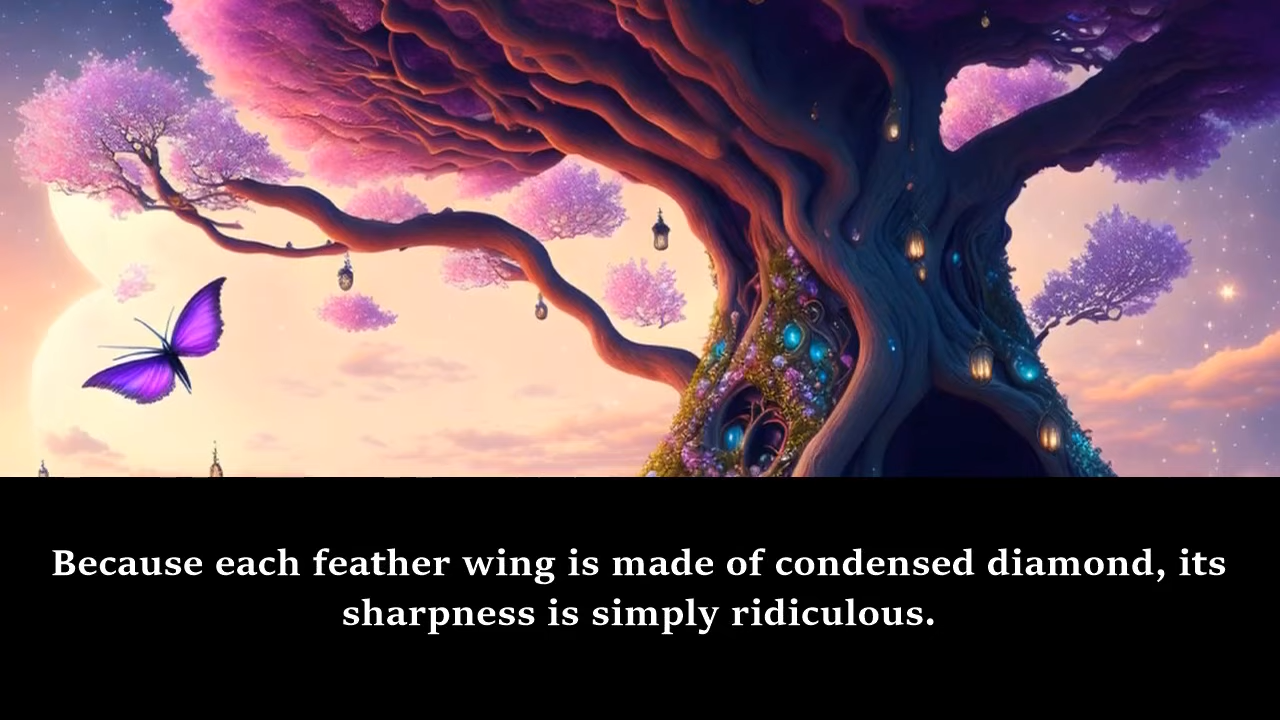 Because each feather wing is made of condensed diamond, its
sharpness is simply ridiculous.